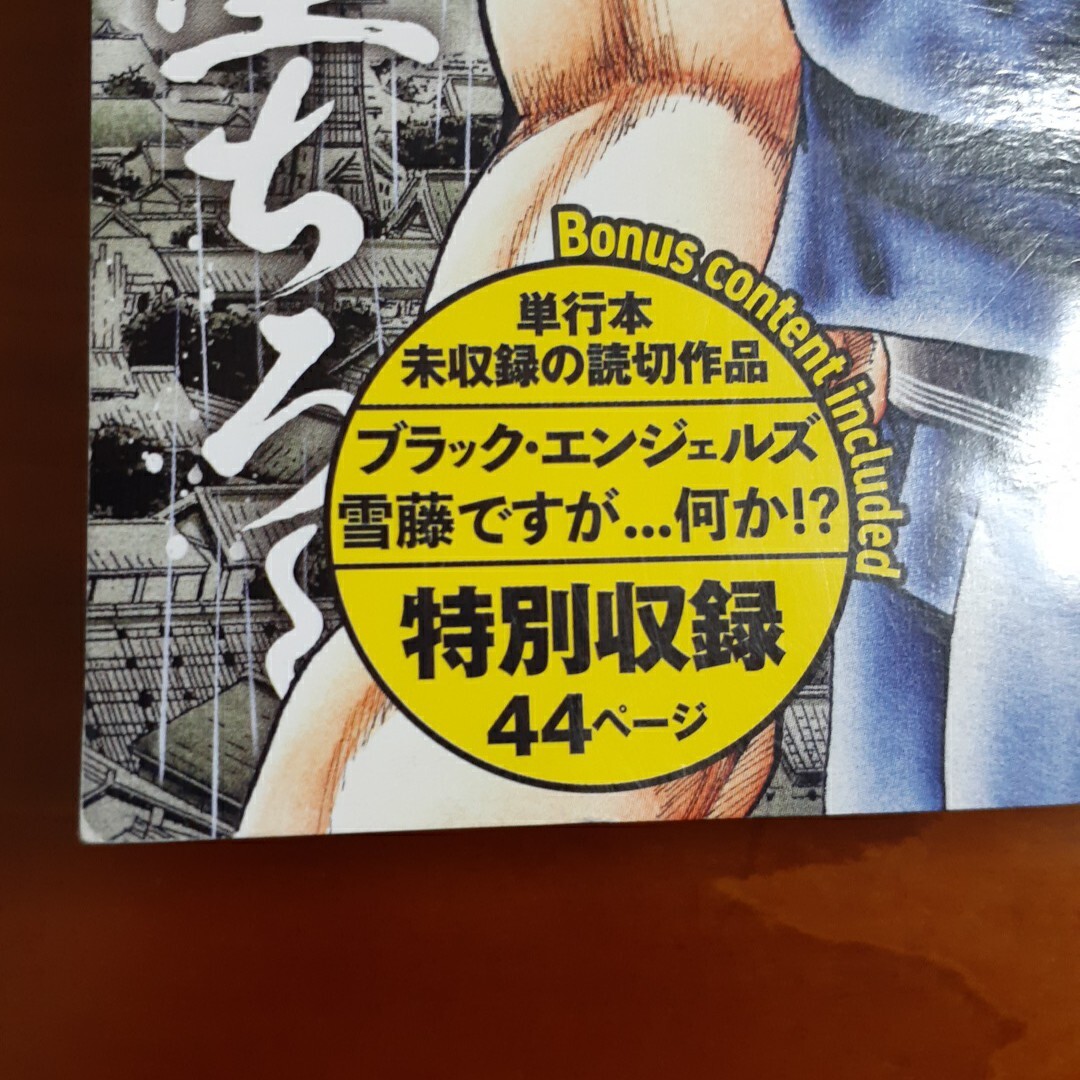 ちろ
Bonus content included
単行本
未収録の読切作品
ブラック・エンジェルズ
雪藤ですが...何か!?
特別収録
44ページ